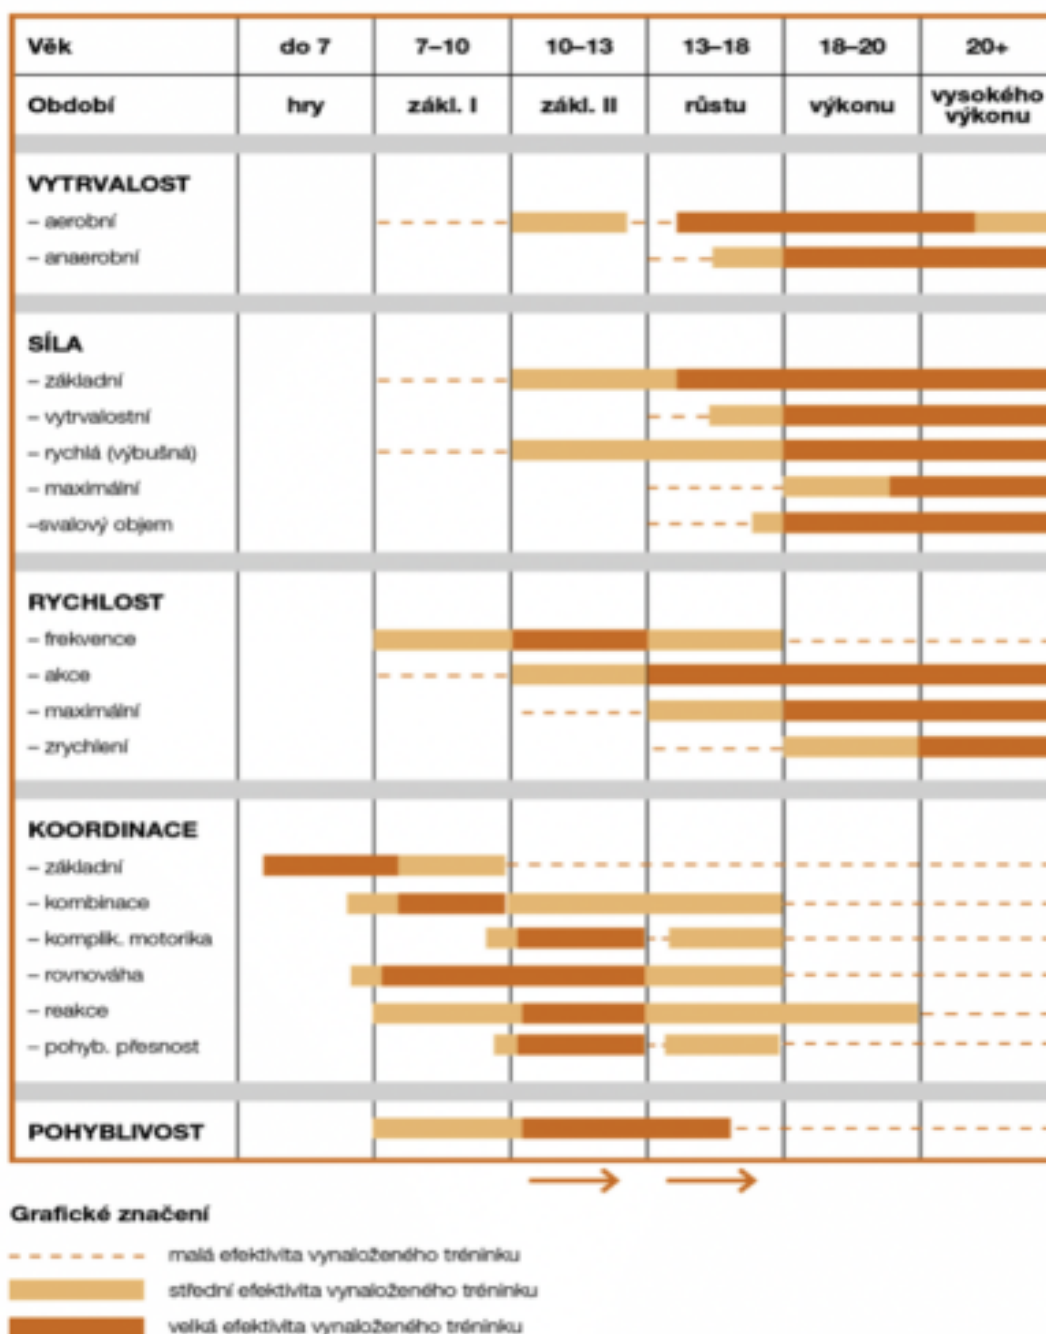 Věk do 7 7–10 10–13 13–18 18–20 20+
Období hry zákl. I zákl. II růstu výkonu vysokého výkonu
VYTRVALOST
– aerobní
– anaerobní
SÍLA
– základní
– vytrvalostní
– rychlá (výbušná)
– maximální
–svalový objem
RYCHLOST
– frekvence
– akce
– maximální
– zrychlení
KOORDINACE
– základní
– kombinace
– komplik. motorika
– rovnováha
– reakce
– pohyb. přesnost
POHYBLIVOST
Grafické značení
malá efektivita vynaloženého tréninku
střední efektivita vynaloženého tréninku
velká efektivita vynaloženého tréninku